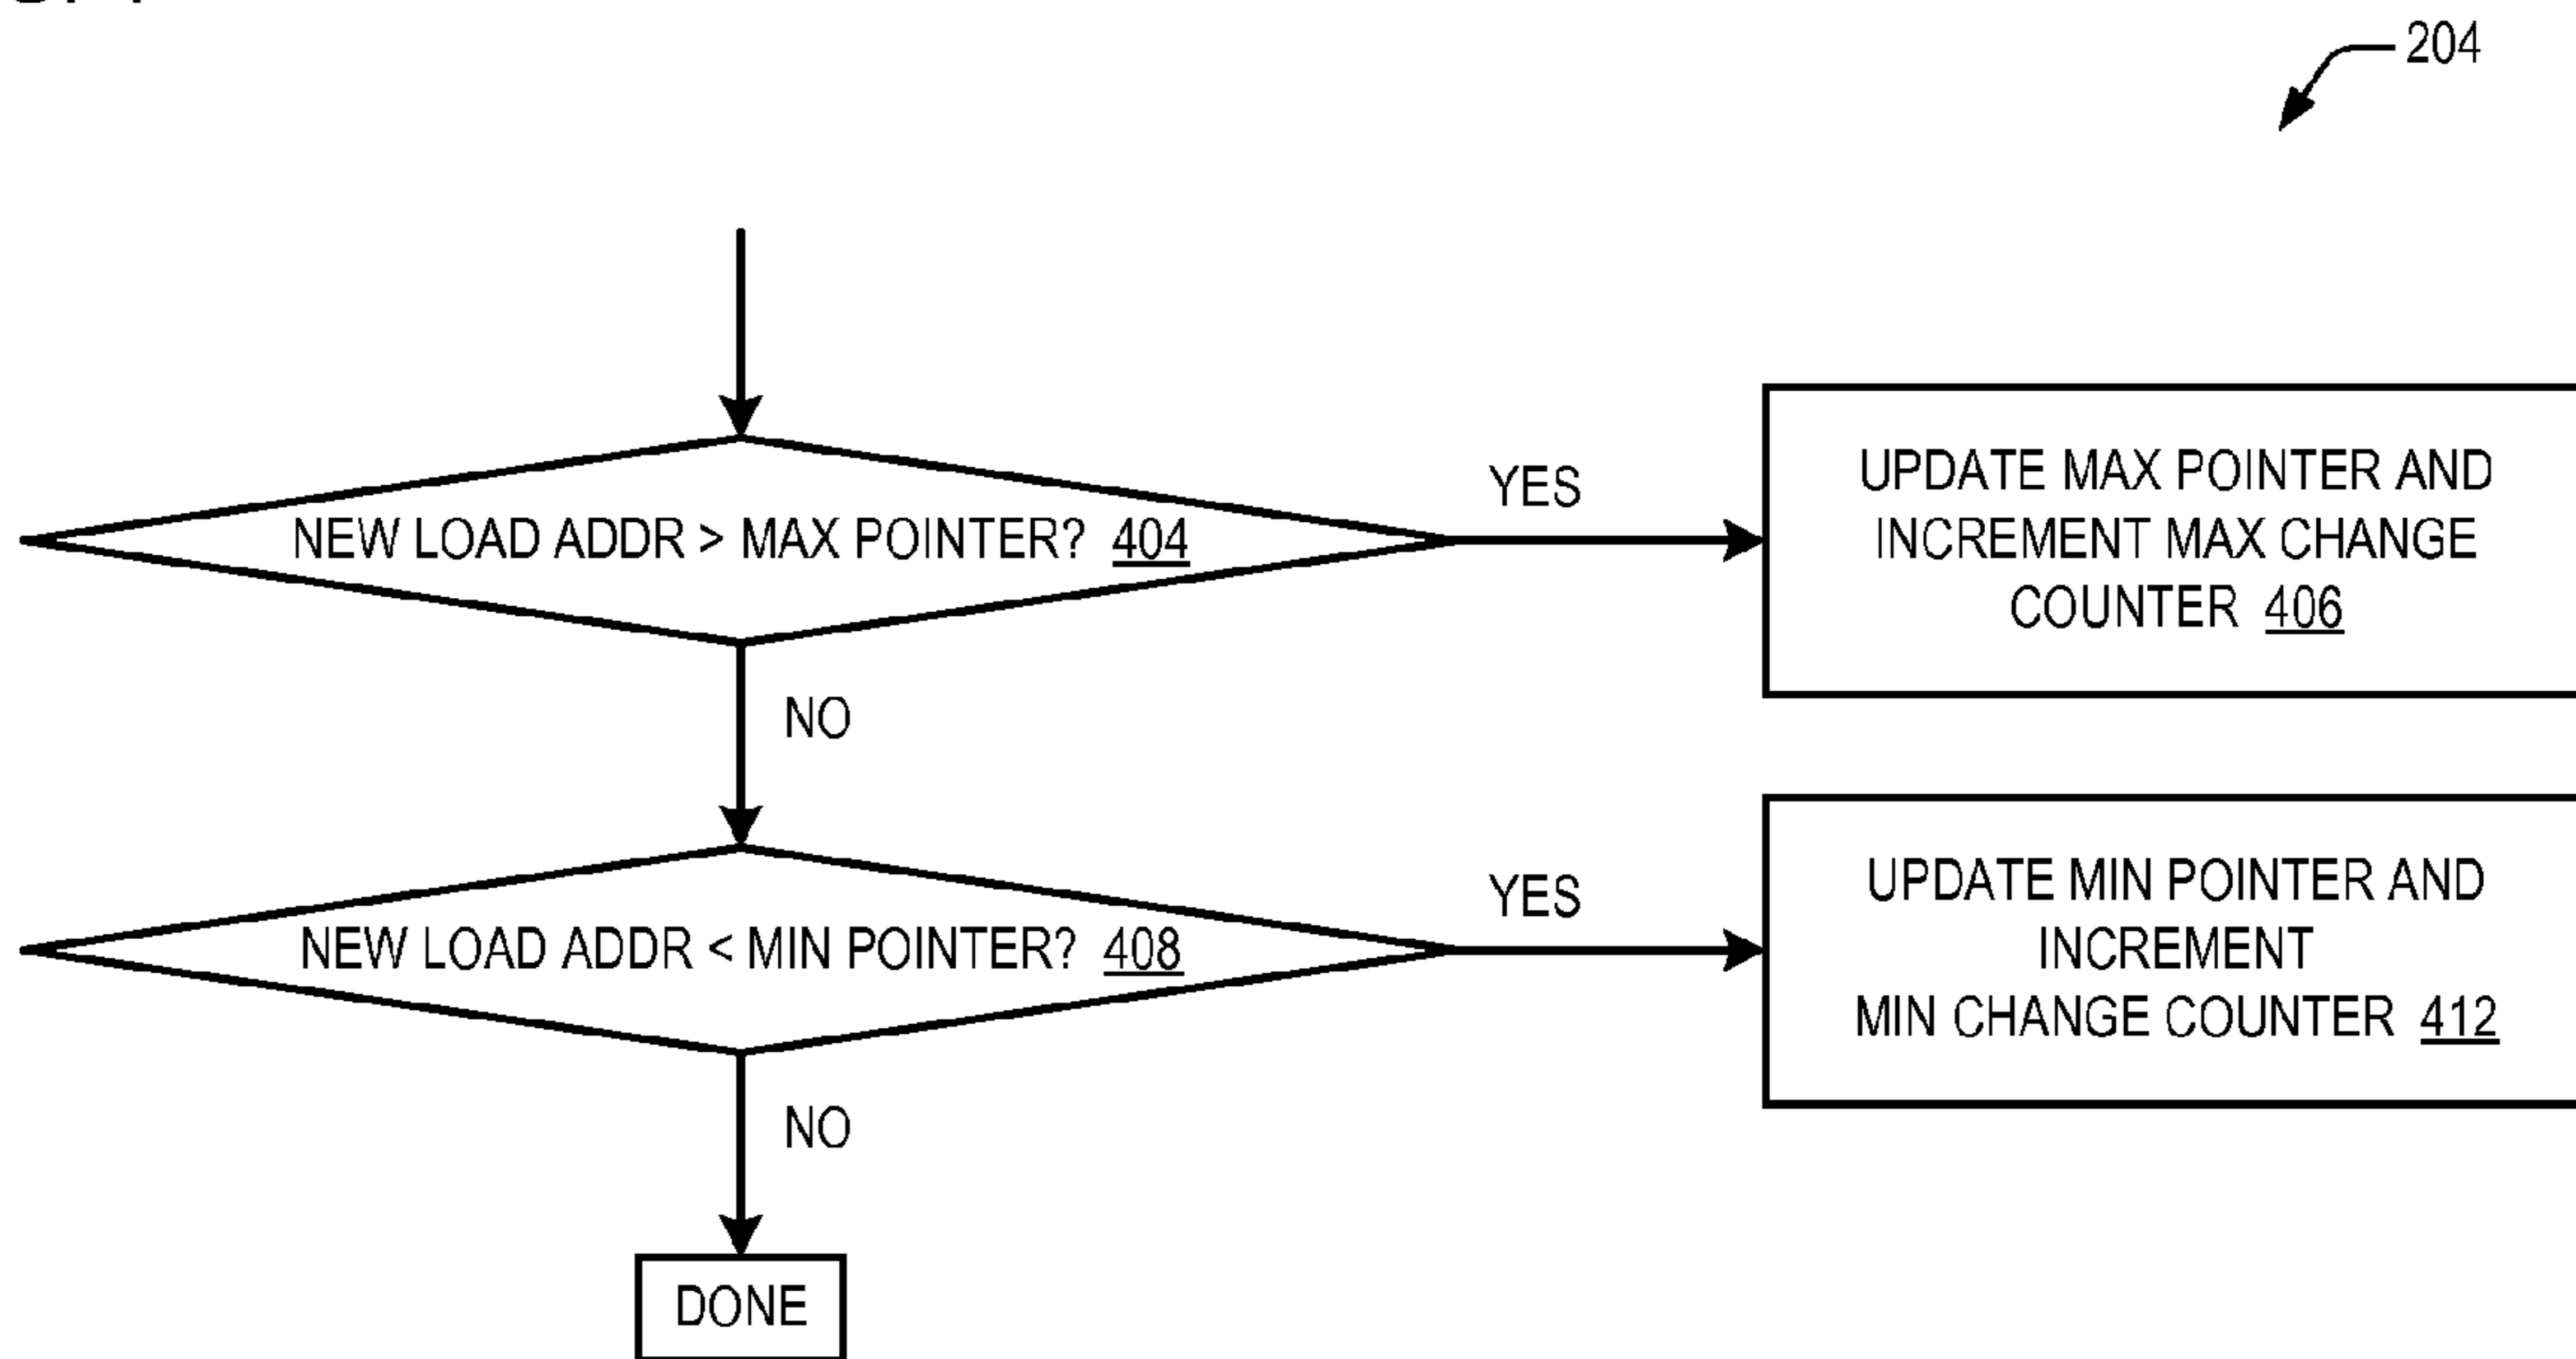 204
NEW LOAD ADDR > MAX POINTER? 404
YES
UPDATE MAX POINTER AND
INCREMENT MAX CHANGE
COUNTER 406
NO
NEW LOAD ADDR < MIN POINTER? 408
YES
UPDATE MIN POINTER AND
INCREMENT
MIN CHANGE COUNTER 412
NO
DONE